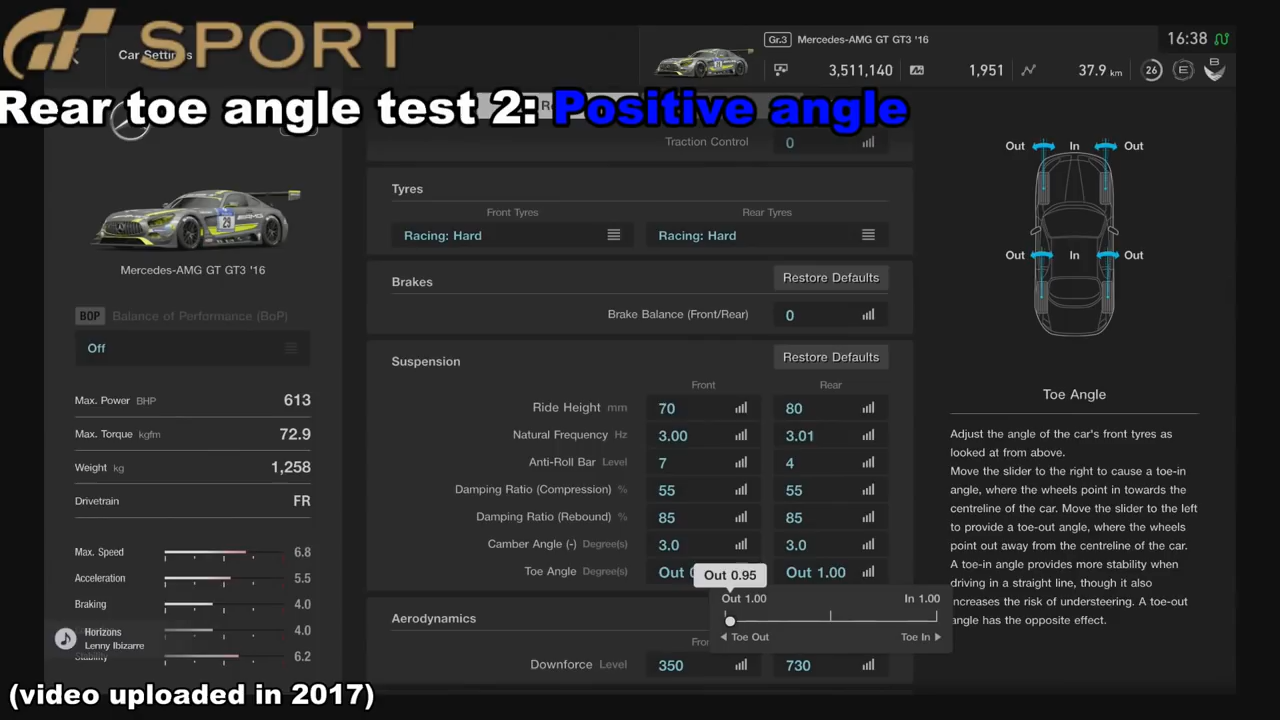 GT SPORT
Car Settings
Gr.3 Mercedes-AMG GT GT3 '16
16:38
3,511,140 1,951 37.9 km 26 E B
Rear toe angle test 2: Positive angle
Traction Control 0
Out In Out
Tyres
Front Tyres Rear Tyres
Racing: Hard Racing: Hard
29
Out In Out
Mercedes-AMG GT GT3 '16
Brakes Restore Defaults
BOP Balance of Performance (BoP)
Brake Balance (Front/Rear) 0
Off
Suspension Restore Defaults
Front Rear
Toe Angle
Max. Power BHP 613
Ride Height mm 70 80
Max. Torque kgfm 72.9
Natural Frequency Hz 3.00 3.01
Weight kg 1,258
Anti-Roll Bar Level 7 4
Drivetrain FR
Damping Ratio (Compression) % 55 55
Damping Ratio (Rebound) % 85 85
Camber Angle (-) Degree(s) 3.0 3.0
Toe Angle Degree(s) Out Out 1.00
Out 0.95
Out 1.00 In 1.00
Toe Out Toe In
Adjust the angle of the car's front tyres as
looked at from above.
Move the slider to the right to cause a toe-in
angle, where the wheels point in towards the
centreline of the car. Move the slider to the left
to provide a toe-out angle, where the wheels
point out away from the centreline of the car.
A toe-in angle provides more stability when
driving in a straight line, though it also
increases the risk of understeering. A toe-out
angle has the opposite effect.
Max. Speed 6.8
Acceleration 5.5
Braking 4.0
4.0
Stability 6.2
Horizons
Lenny Ibizarre
Aerodynamics
Downforce Level 350 730
(video uploaded in 2017)